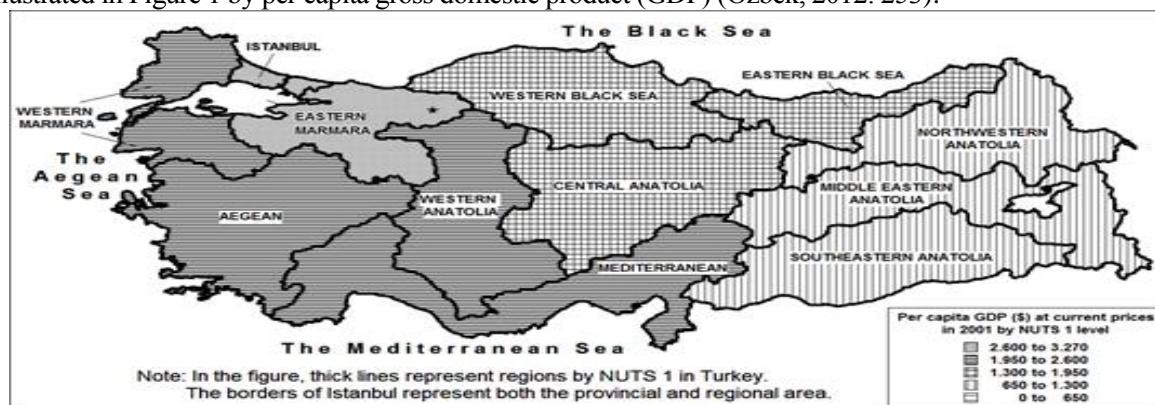 illustrated in Figure 1 by per capita gross domestic product (GDP) (Özbek, 2012: 253).
The Black Sea
ISTANBUL
EASTERN BLACK SEA
WESTERN BLACK SEA
WESTERN
MARMARA
EASTERN
MARMARA
NORTHWESTERN
ANATOLIA
The
Aegean
Sea
CENTRAL ANATOLIA
MIDDLE EASTERN
ANATOLIA
AEGEAN
WESTERN
ANATOLIA
MEDITERRANEAN
SOUTHEASTERN ANATOLIA
The Mediterranean Sea
Per capita GDP ($) at current prices
in 2001 by NUTS 1 level
2.600 to 3.270
1.950 to 2.600
1.300 to 1.950
650 to 1.300
0 to 650
Note: In the figure, thick lines represent regions by NUTS 1 in Turkey.
The borders of Istanbul represent both the provincial and regional area.